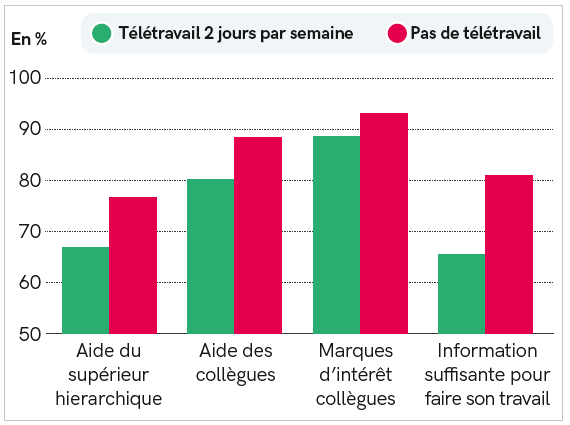 En %
Télétravail 2 jours par semaine
Pas de télétravail
100
90
80
70
60
50
Aide du
supérieur
hierarchique
Aide des
collègues
Marques
d’intérêt
collègues
Information
suffisante pour
faire son travail